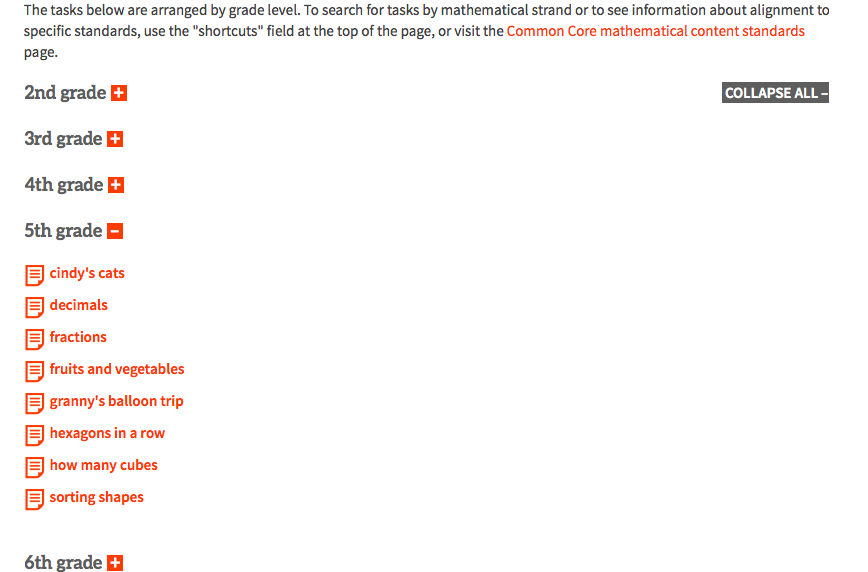 The tasks below are arranged by grade level. To search for tasks by mathematical strand or to see information about alignment to
specific standards, use the "shortcuts" field at the top of the page, or visit the Common Core mathematical content standards
page.
2nd grade +
COLLAPSE ALL –
3rd grade +
4th grade +
5th grade –
cindy's cats
decimals
fractions
fruits and vegetables
granny's balloon trip
hexagons in a row
how many cubes
sorting shapes
6th grade +